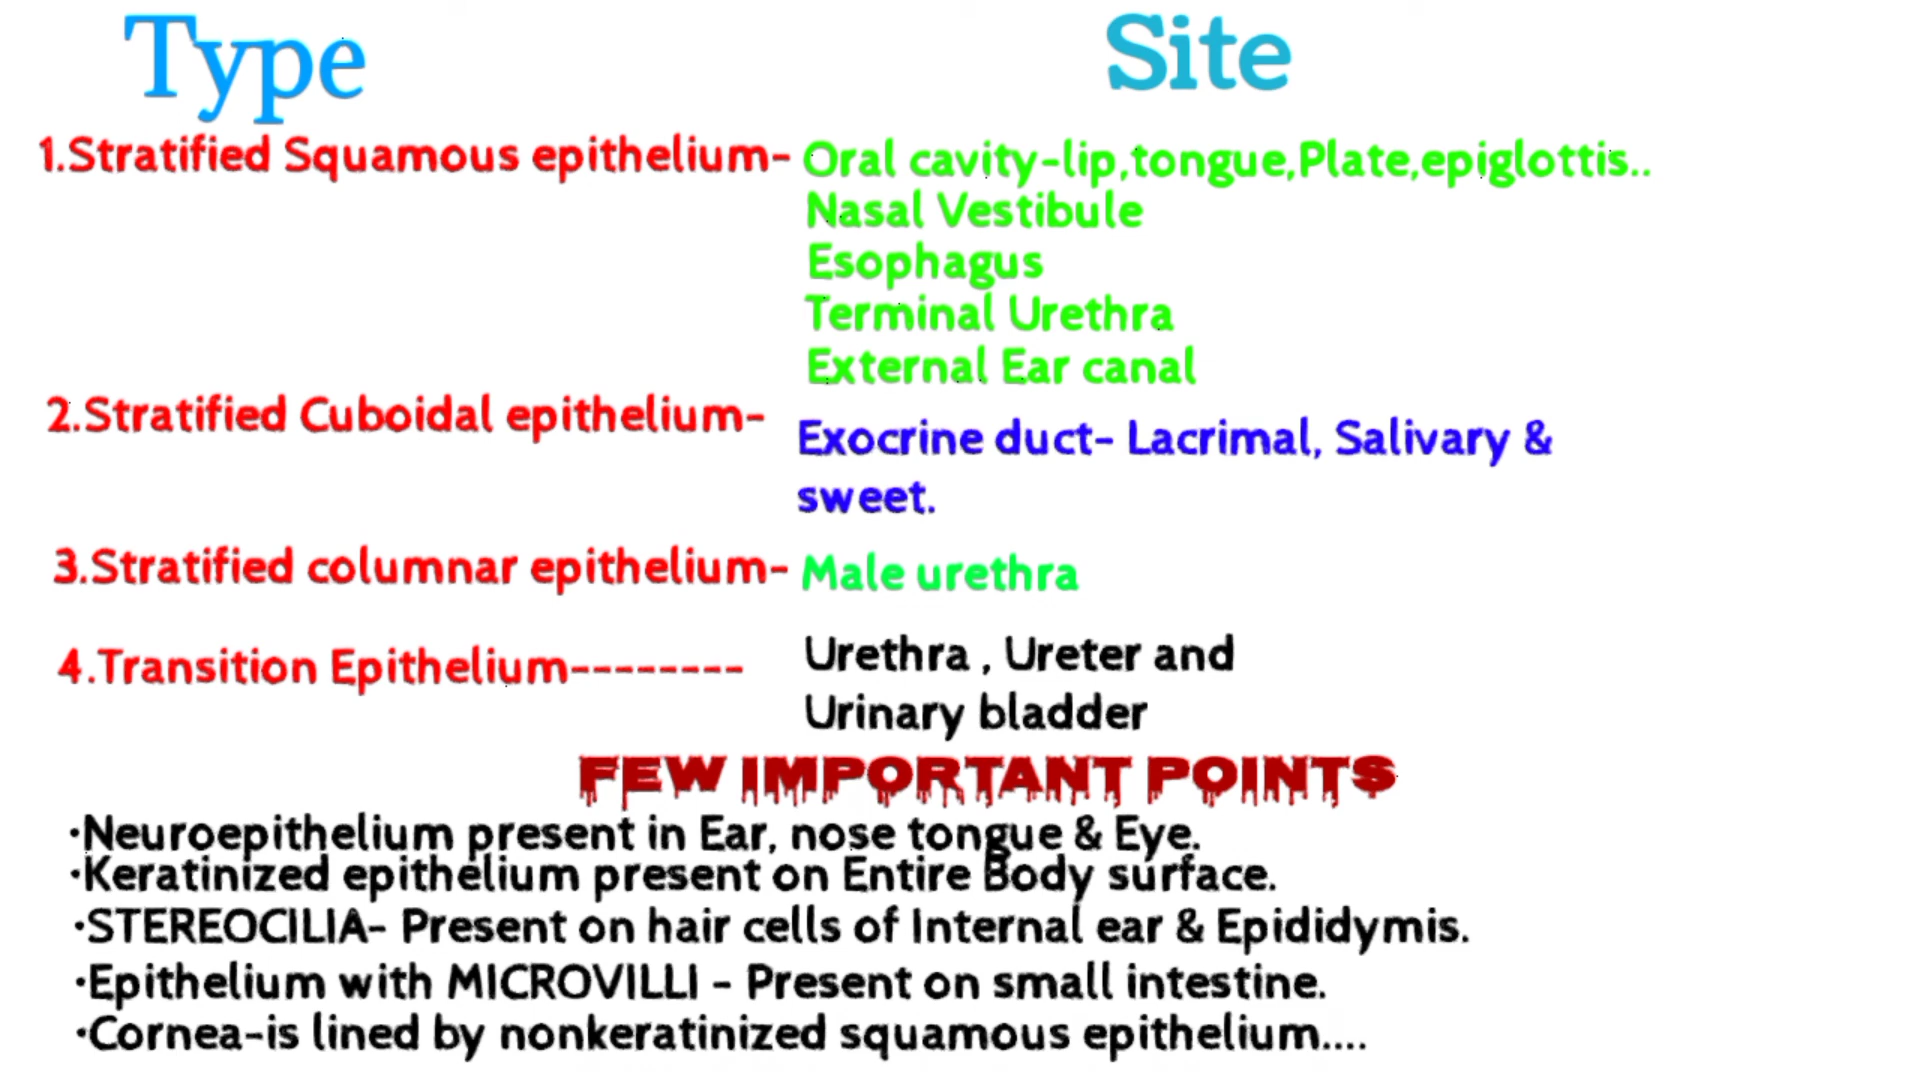 Type Site
1.Stratified Squamous epithelium- Oral cavity-lip,tongue,Plate,epiglottis..
Nasal Vestibule
Esophagus
Terminal Urethra
External Ear canal
2.Stratified Cuboidal epithelium- Exocrine duct- Lacrimal, Salivary &
sweet.
3.Stratified columnar epithelium- Male urethra
4.Transition Epithelium-------- Urethra , Ureter and
Urinary bladder
FEW IMPORTANT POINTS
•Neuroepithelium present in Ear, nose tongue & Eye.
•Keratinized epithelium present on Entire Body surface.
•STEREOCILIA- Present on hair cells of Internal ear & Epididymis.
•Epithelium with MICROVILLI - Present on small intestine.
•Cornea-is lined by nonkeratinized squamous epithelium....